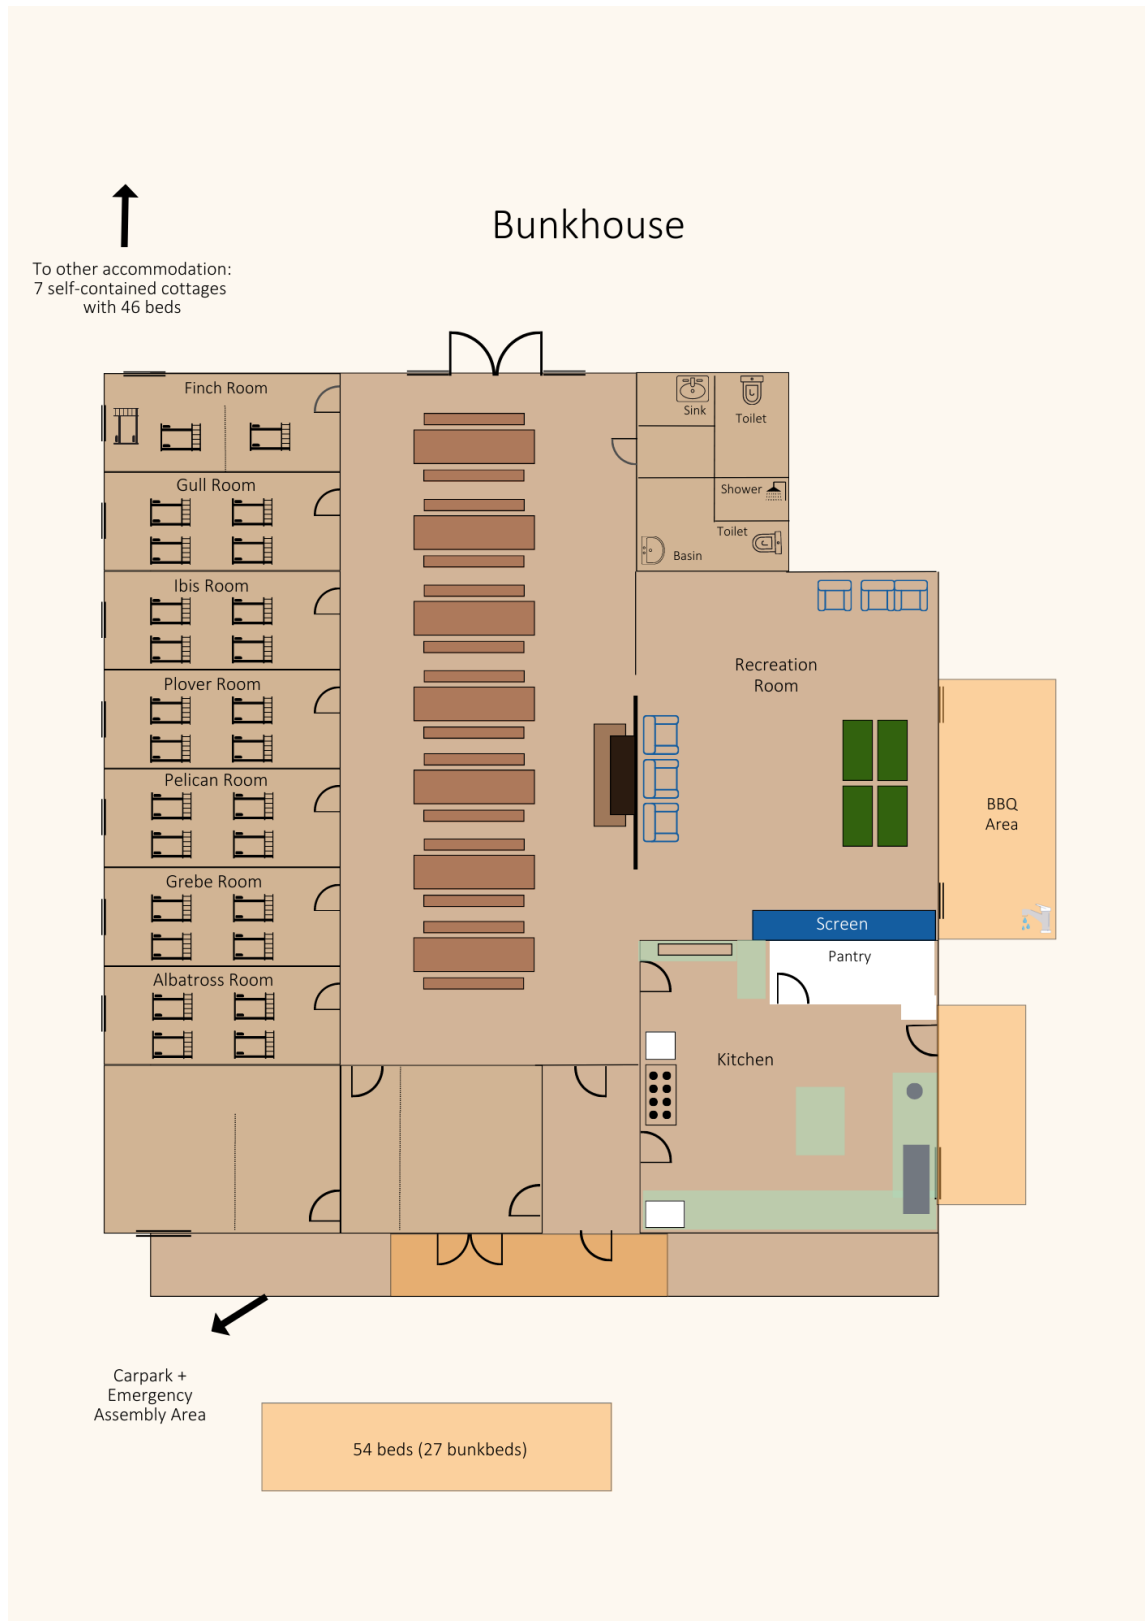 Bunkhouse
To other accommodation:
7 self-contained cottages
with 46 beds
Finch Room
Sink
Toilet
Gull Room
Shower
Toilet
Basin
Ibis Room
Recreation
Room
Plover Room
Pelican Room
BBQ
Area
Grebe Room
Screen
Pantry
Albatross Room
Kitchen
Carpark +
Emergency
Assembly Area
54 beds (27 bunkbeds)